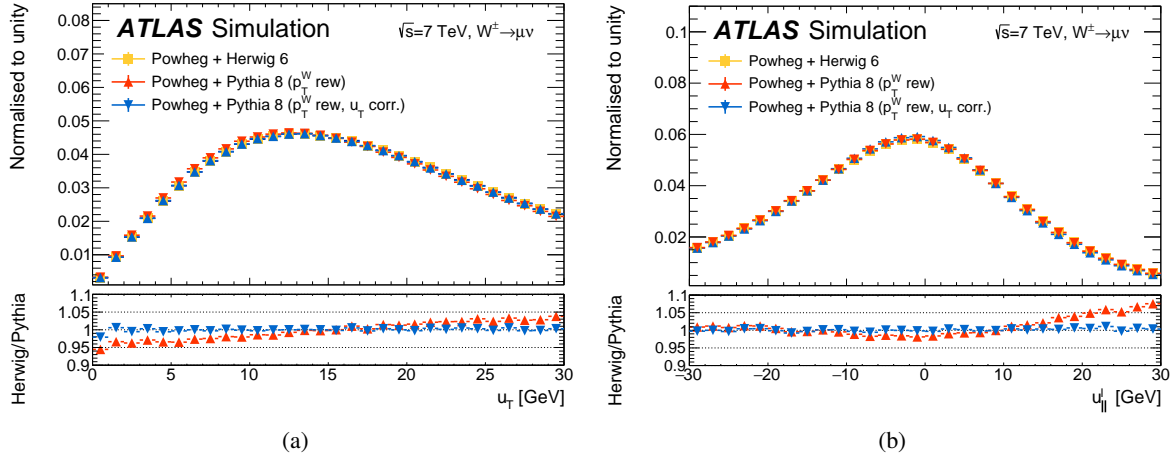 ATLAS Simulation
√s=7 TeV, W±→μν
Powheg + Herwig 6
Powheg + Pythia 8 (p_T^W rew)
Powheg + Pythia 8 (p_T^W rew, u_T corr.)
Normalised to unity
0.08
0.07
0.06
0.05
0.04
0.03
0.02
0.01
Herwig/Pythia
1.1
1.05
1
0.95
0.9
0 5 10 15 20 25 30
u_T [GeV]
(a)
ATLAS Simulation
√s=7 TeV, W±→μν
Powheg + Herwig 6
Powheg + Pythia 8 (p_T^W rew)
Powheg + Pythia 8 (p_T^W rew, u_T corr.)
Normalised to unity
0.1
0.08
0.06
0.04
0.02
Herwig/Pythia
1.1
1.05
1
0.95
0.9
−30 −20 −10 0 10 20 30
u_||^l [GeV]
(b)